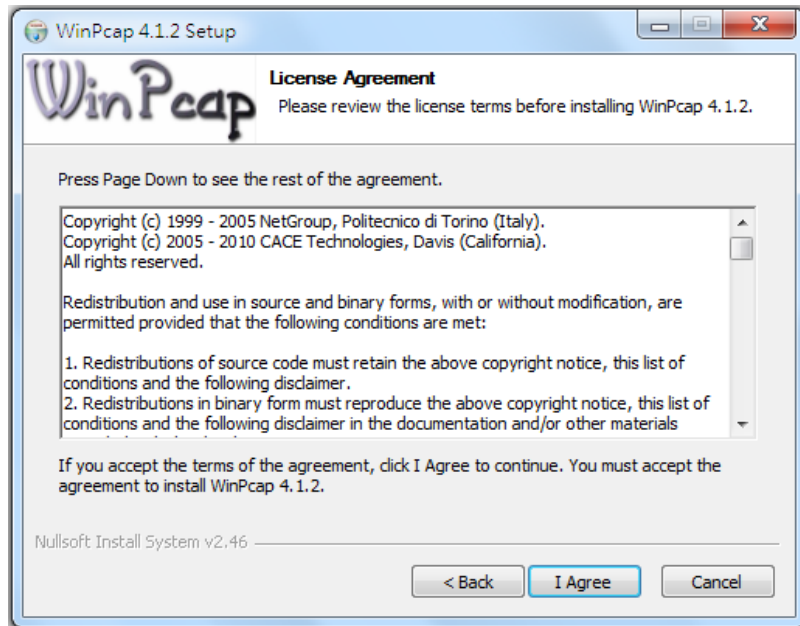 WinPcap 4.1.2 Setup
WinPcap
License Agreement
Please review the license terms before installing WinPcap 4.1.2.
Press Page Down to see the rest of the agreement.
Copyright (c) 1999 - 2005 NetGroup, Politecnico di Torino (Italy).
Copyright (c) 2005 - 2010 CACE Technologies, Davis (California).
All rights reserved.
Redistribution and use in source and binary forms, with or without modification, are
permitted provided that the following conditions are met:
1. Redistributions of source code must retain the above copyright notice, this list of
conditions and the following disclaimer.
2. Redistributions in binary form must reproduce the above copyright notice, this list of
conditions and the following disclaimer in the documentation and/or other materials
If you accept the terms of the agreement, click I Agree to continue. You must accept the
agreement to install WinPcap 4.1.2.
Nullsoft Install System v2.46
< Back
I Agree
Cancel